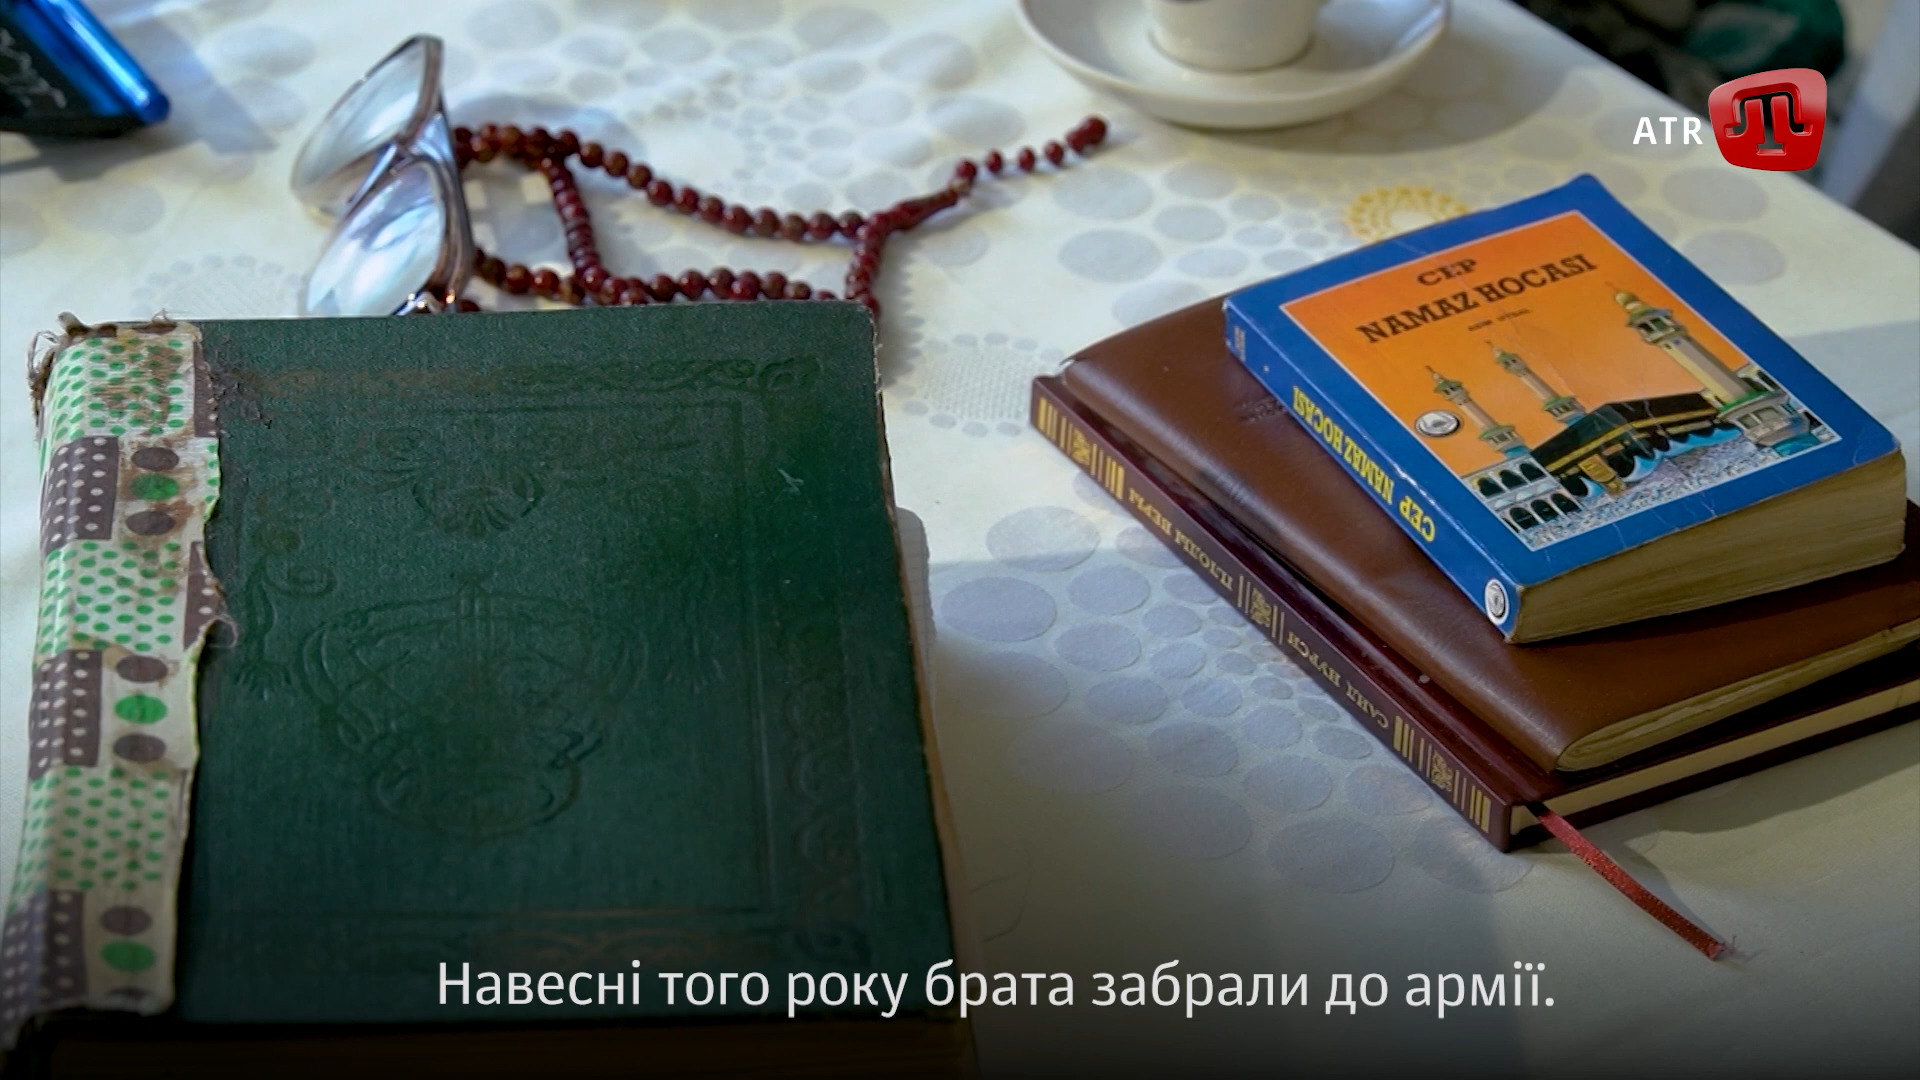 ATR
CEP
NAMAZ HOCASI
CEP NAMAZ HOCASI
САИД НУРСИ
ПЛОДЫ ВЕРЫ
Навесні того року брата забрали до армії.